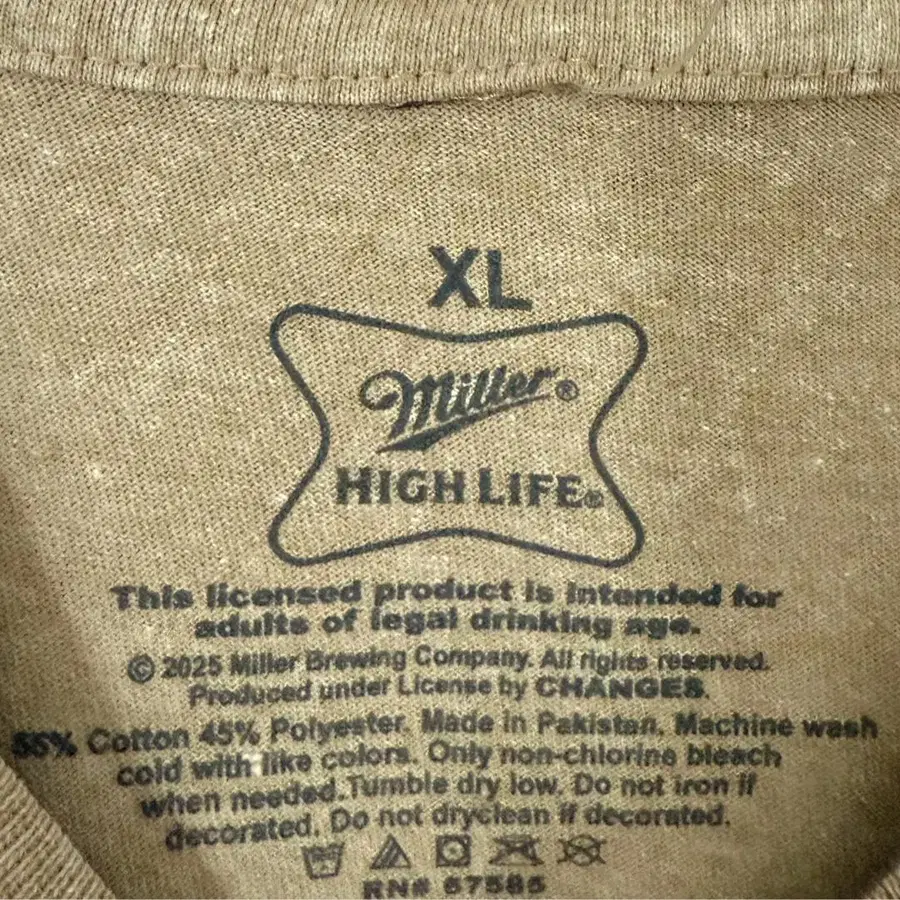 XL
Miller®
HIGH LIFE®
This licensed product is intended for
adults of legal drinking age.
© 2025 Miller Brewing Company. All rights reserved.
Produced under License by CHANGES.
55% Cotton 45% Polyester. Made in Pakistan. Machine wash
cold with like colors. Only non-chlorine bleach
when needed.Tumble dry low. Do not iron if
decorated. Do not dryclean if decorated.
RN# 67585